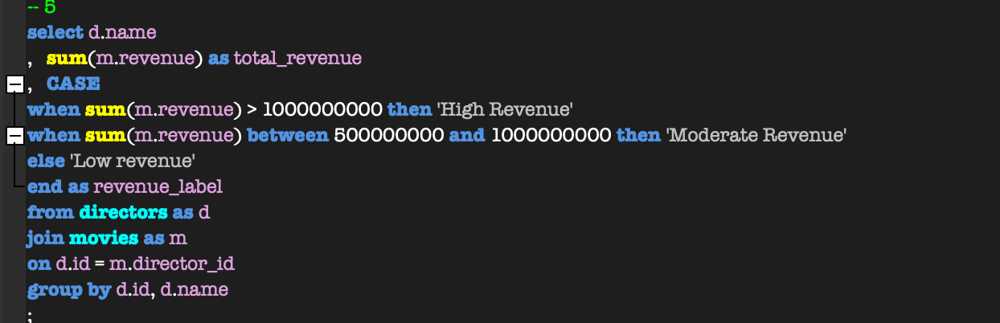 -- 5
select d.name
, sum(m.revenue) as total_revenue
, CASE
when sum(m.revenue) > 1000000000 then 'High Revenue'
when sum(m.revenue) between 500000000 and 1000000000 then 'Moderate Revenue'
else 'Low revenue'
end as revenue_label
from directors as d
join movies as m
on d.id = m.director_id
group by d.id, d.name
;